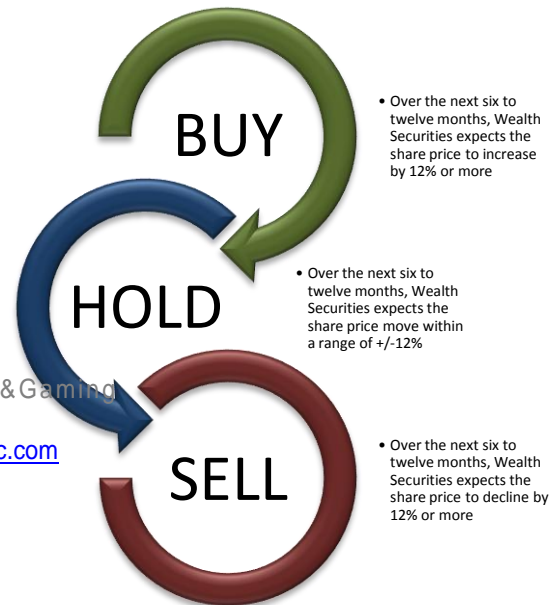 BUY
• Over the next six to
twelve months, Wealth
Securities expects the
share price to increase
by 12% or more
HOLD
• Over the next six to
twelve months, Wealth
Securities expects the
share price move within
a range of +/-12%
&Gaming
c.com
SELL
• Over the next six to
twelve months, Wealth
Securities expects the
share price to decline by
12% or more